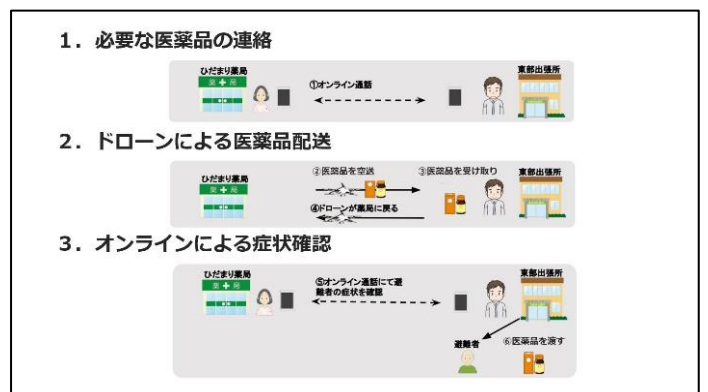 1．必要な医薬品の連絡
ひだまり薬局
薬 局
①オンライン通話
東部出張所
2．ドローンによる医薬品配送
ひだまり薬局
薬 局
②医薬品を空送
③医薬品を受け取り
④ドローンが薬局に戻る
東部出張所
3．オンラインによる症状確認
ひだまり薬局
薬 局
⑤オンライン通話にて避
難者の症状を確認
東部出張所
避難者
⑥医薬品を渡す